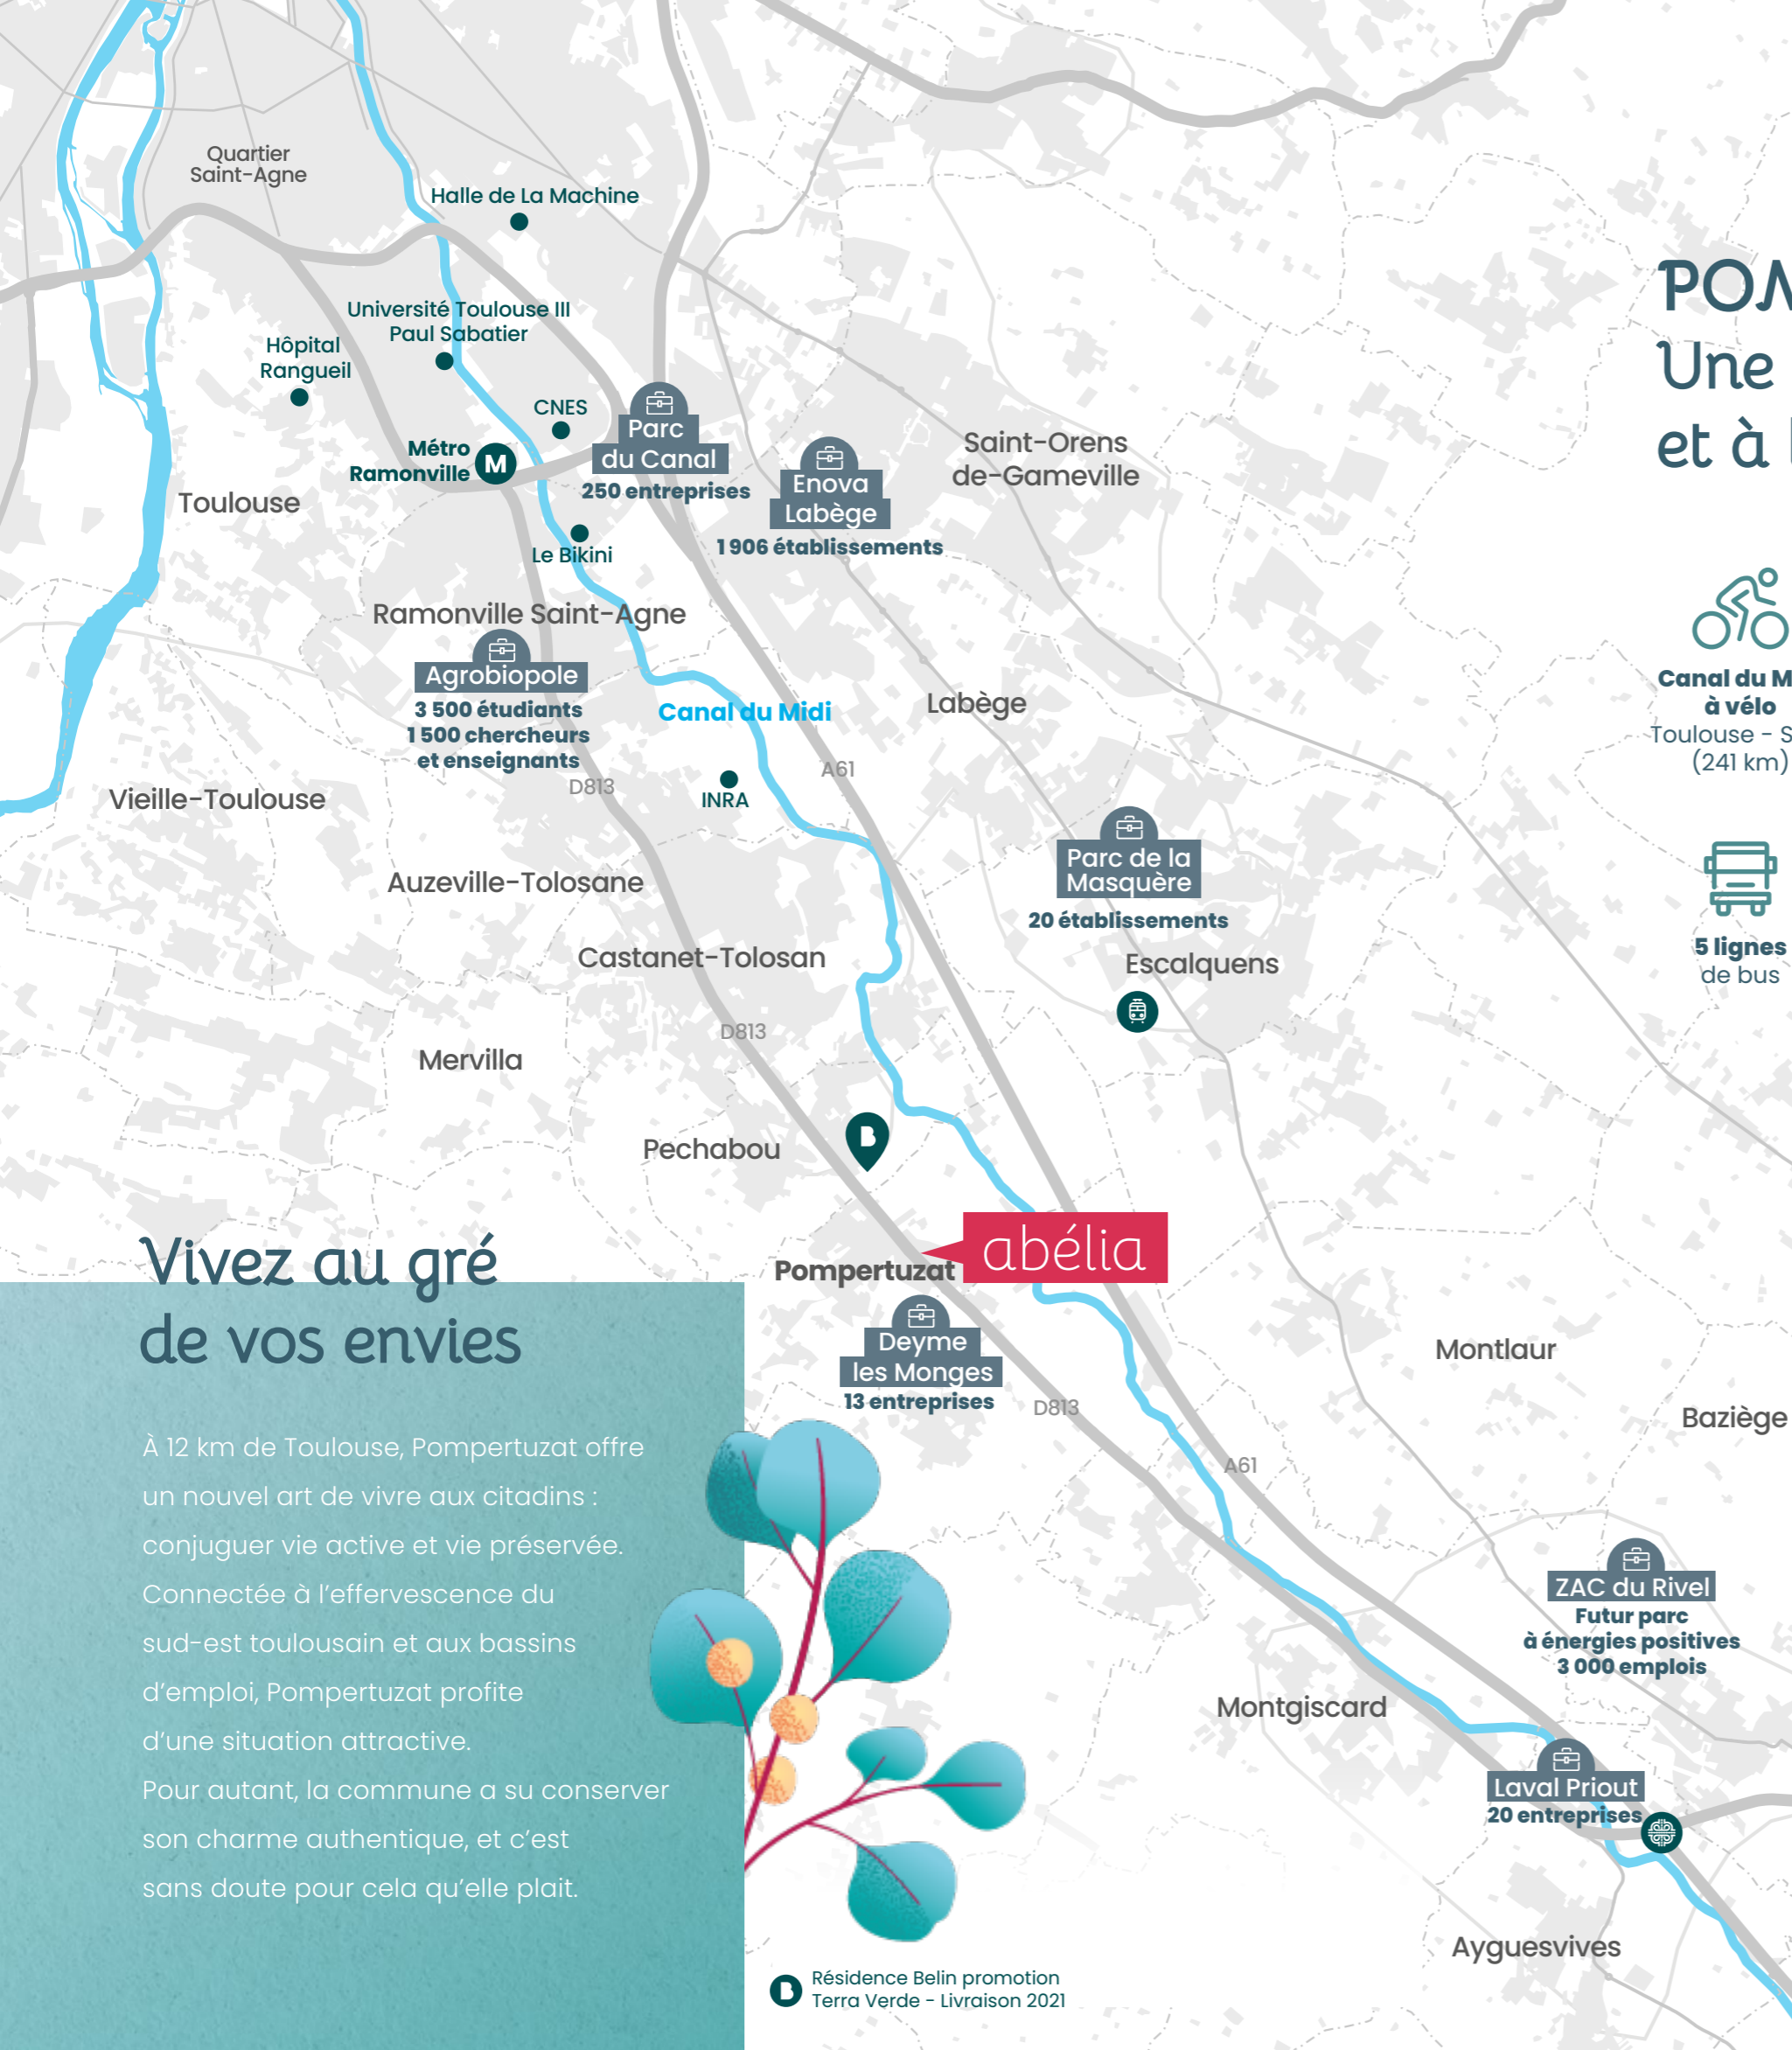 Quartier
Saint-Agne
Halle de La Machine
Université Toulouse III
Paul Sabatier
Hôpital
Rangueil
CNES
Métro
Ramonville
M
Parc
du Canal
250 entreprises
Enova
Labège
1 906 établissements
Saint-Orens
de-Gameville
Toulouse
Le Bikini
Ramonville Saint-Agne
Agrobiopole
3 500 étudiants
1 500 chercheurs
et enseignants
Canal du Midi
Labège
A61
D813
INRA
Vieille-Toulouse
Auzeville-Tolosane
Parc de la
Masquère
20 établissements
Castanet-Tolosan
Escalquens
D813
Mervilla
Pechabou
B
abélia
Pompertuzat
Deyme
les Monges
13 entreprises
D813
Montlaur
Baziège
A61
ZAC du Rivel
Futur parc
à énergies positives
3 000 emplois
Montgiscard
Laval Priout
20 entreprises
Ayguesvives
Une
et à
Canal du M
à vélo
Toulouse - S
(241 km)
5 lignes
de bus
Vivez au gré
de vos envies
À 12 km de Toulouse, Pompertuzat offre
un nouvel art de vivre aux citadins :
conjuguer vie active et vie préservée.
Connectée à l'effervescence du
sud-est toulousain et aux bassins
d'emploi, Pompertuzat profite
d'une situation attractive.
Pour autant, la commune a su conserver
son charme authentique, et c'est
sans doute pour cela qu'elle plait.
B
Résidence Belin promotion
Terra Verde - Livraison 2021